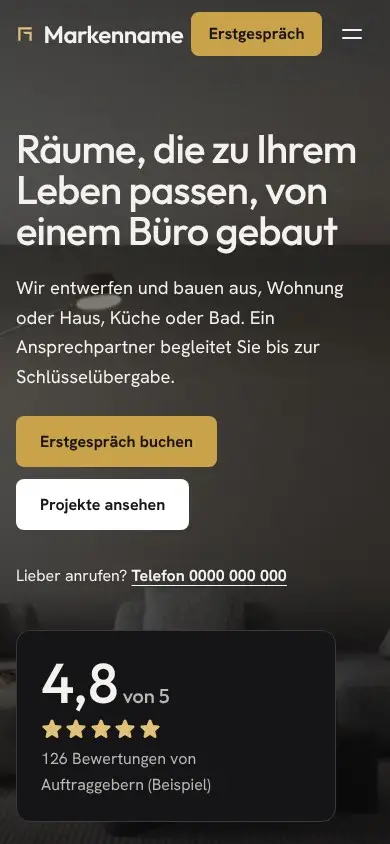 Markenname
Erstgespräch
Räume, die zu Ihrem
Leben passen, von
einem Büro gebaut
Wir entwerfen und bauen aus, Wohnung
oder Haus, Küche oder Bad. Ein
Ansprechpartner begleitet Sie bis zur
Schlüsselübergabe.
Erstgespräch buchen
Projekte ansehen
Lieber anrufen? Telefon 0000 000 000
4,8 von 5
126 Bewertungen von
Auftraggebern (Beispiel)